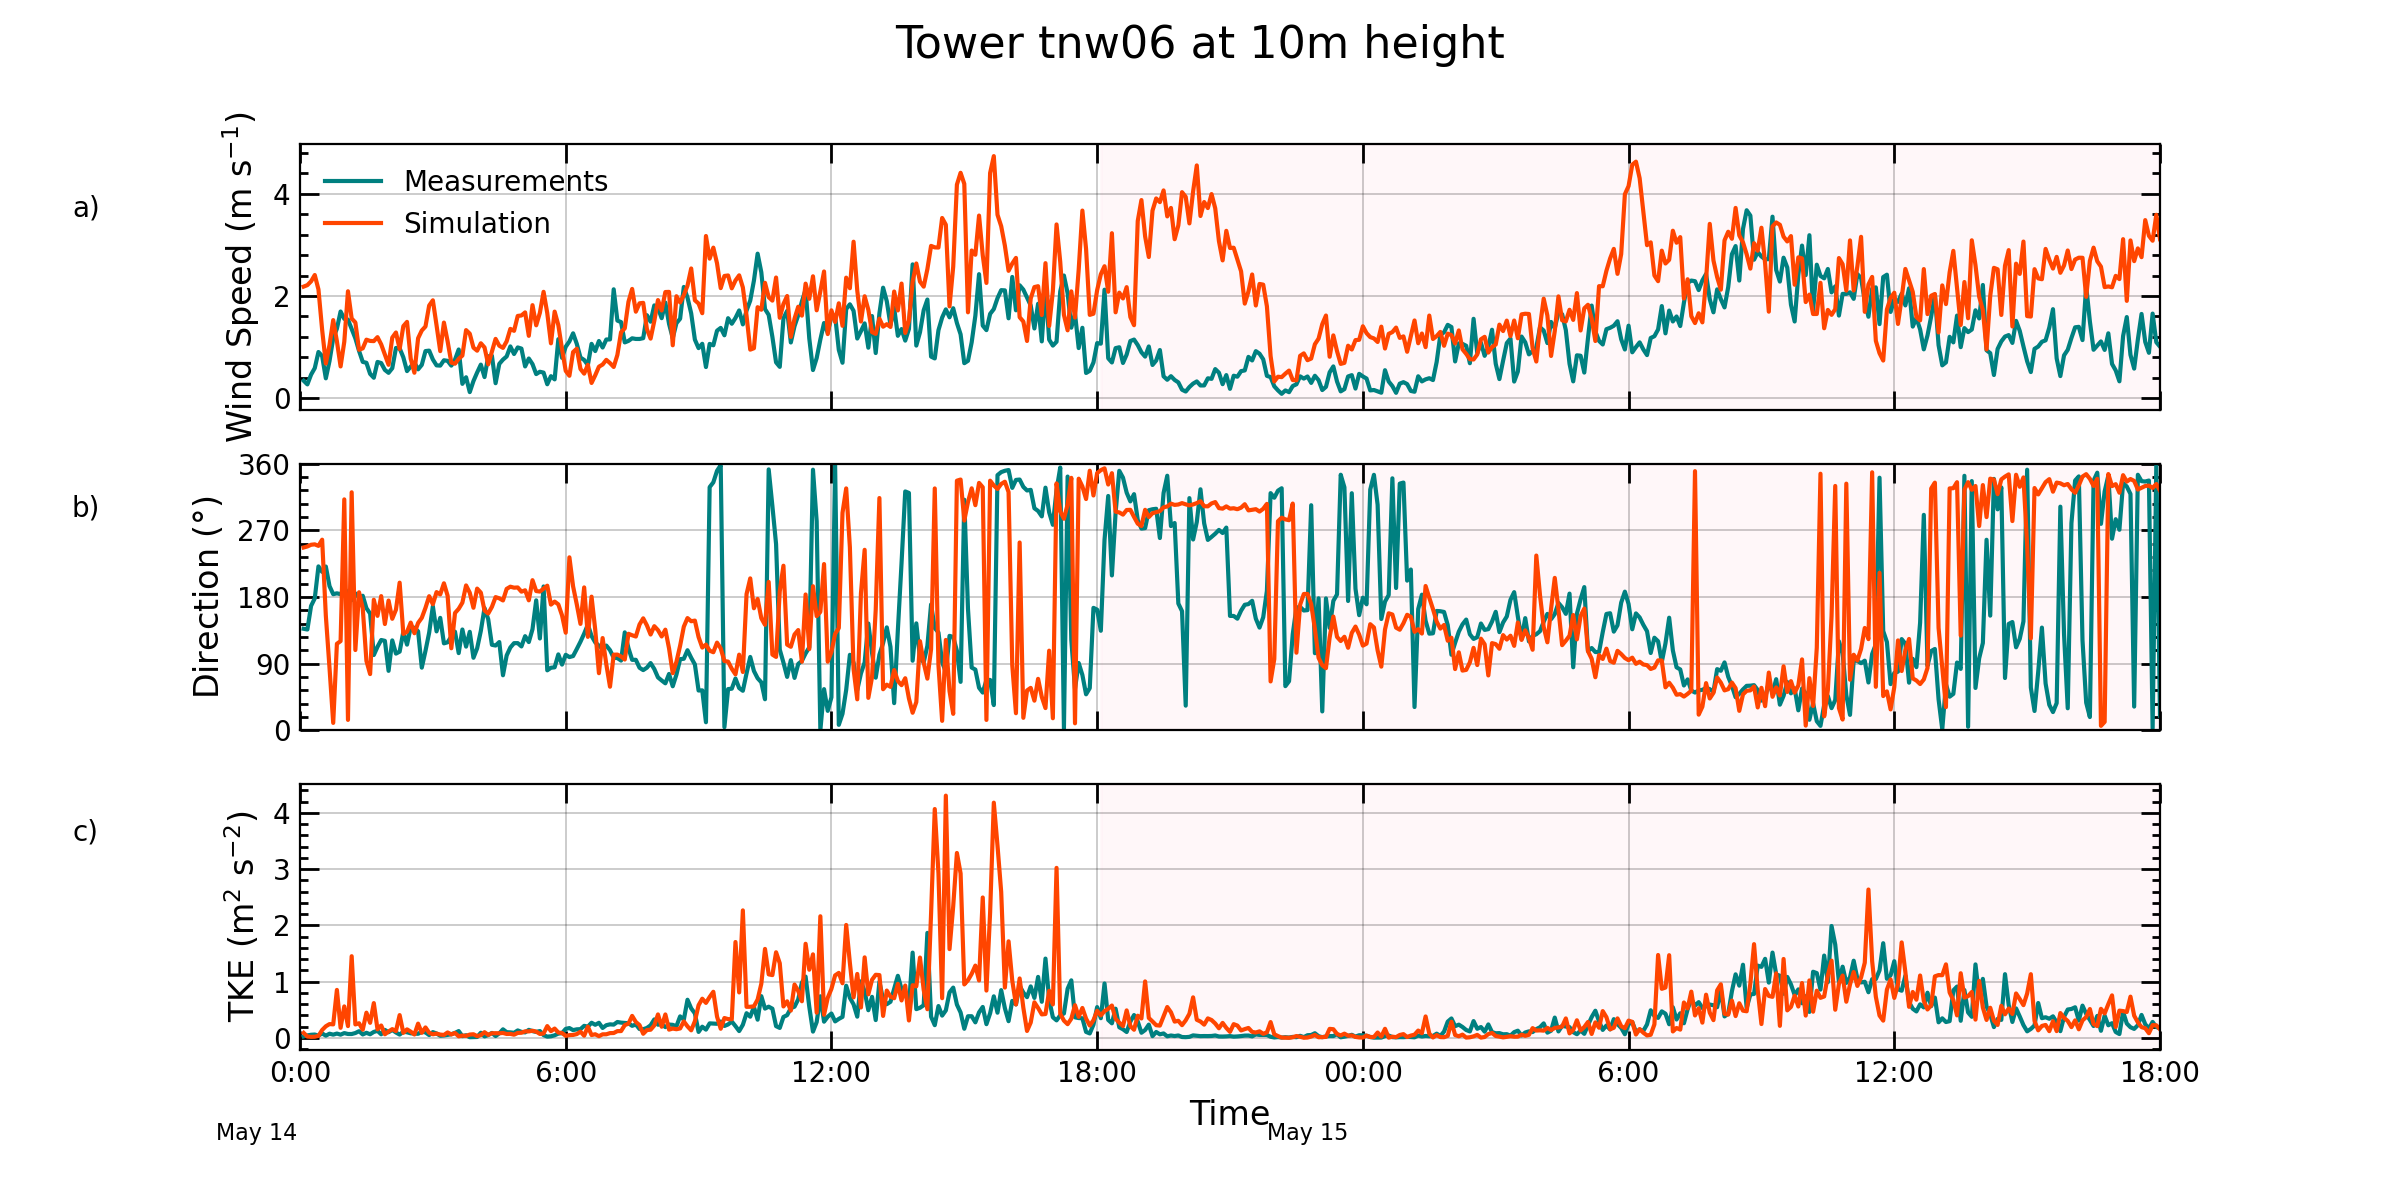 Tower tnw06 at 10m height
a)
Wind Speed (m s⁻¹)
4
2
0
Measurements
Simulation
b)
Direction (°)
360
270
180
90
0
c)
TKE (m² s⁻²)
4
3
2
1
0
0:00 6:00 12:00 18:00 00:00 6:00 12:00 18:00
Time
May 14 May 15